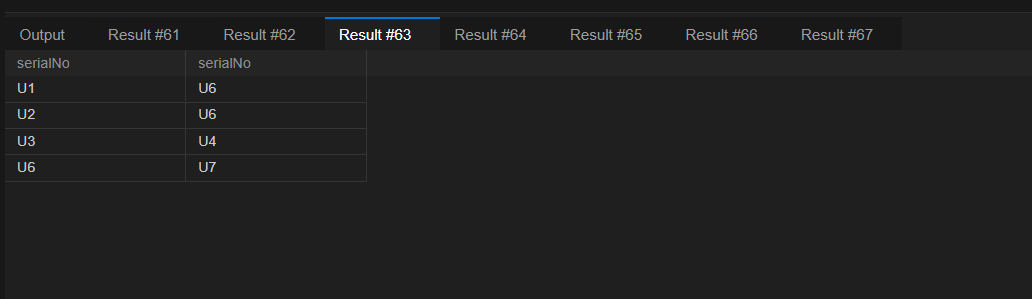 Output Result #61 Result #62 Result #63 Result #64 Result #65 Result #66 Result #67
serialNo serialNo
U1 U6
U2 U6
U3 U4
U6 U7